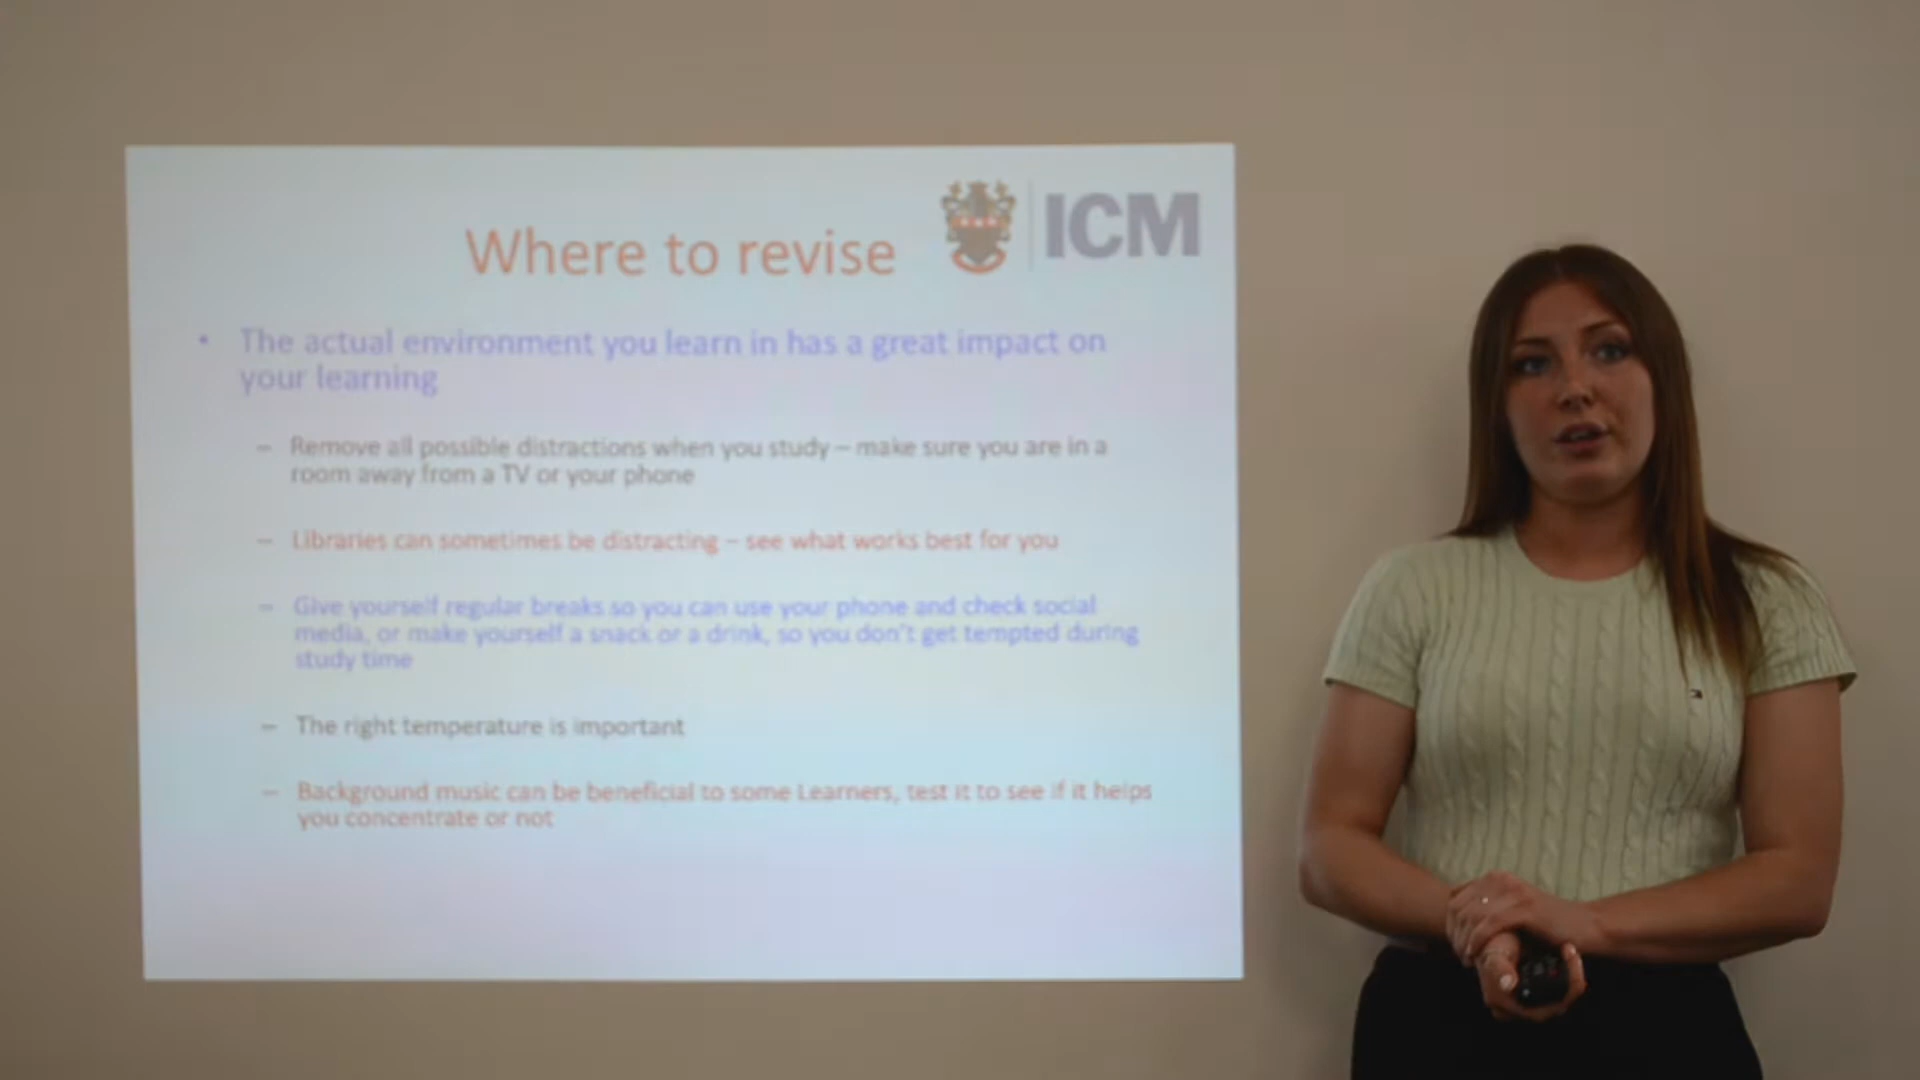 ICM
Where to revise
• The actual environment you learn in has a great impact on
your learning
– Remove all possible distractions when you study – make sure you are in a
room away from a TV or your phone
– Libraries can sometimes be distracting – see what works best for you
– Give yourself regular breaks so you can use your phone and check social
media, or make yourself a snack or a drink, so you don't get tempted during
study time
– The right temperature is important
– Background music can be beneficial to some Learners, test it to see if it helps
you concentrate or not